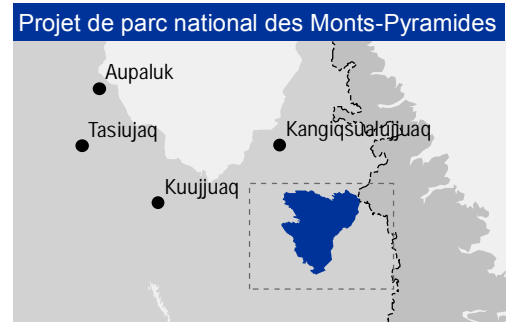 Projet de parc national des Monts-Pyramides
Aupaluk
Tasiujaq
Kangiqsualujjuaq
Kuujjuaq